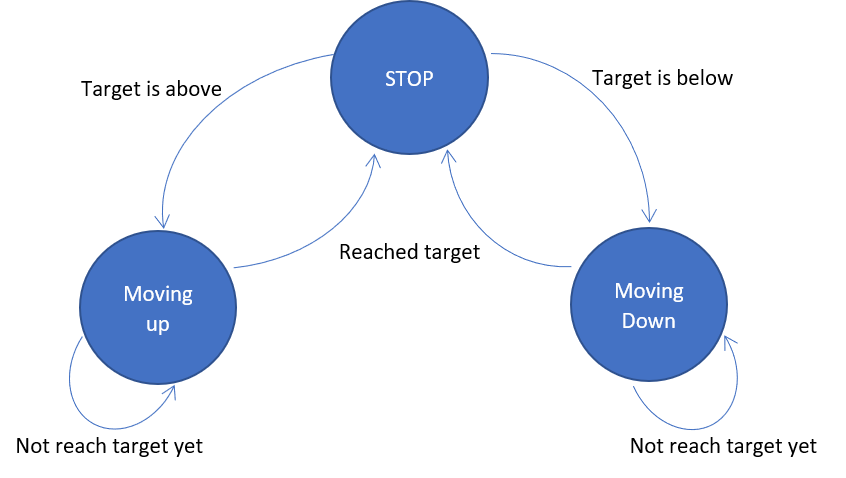 STOP
Target is above
Target is below
Reached target
Moving
up
Moving
Down
Not reach target yet
Not reach target yet